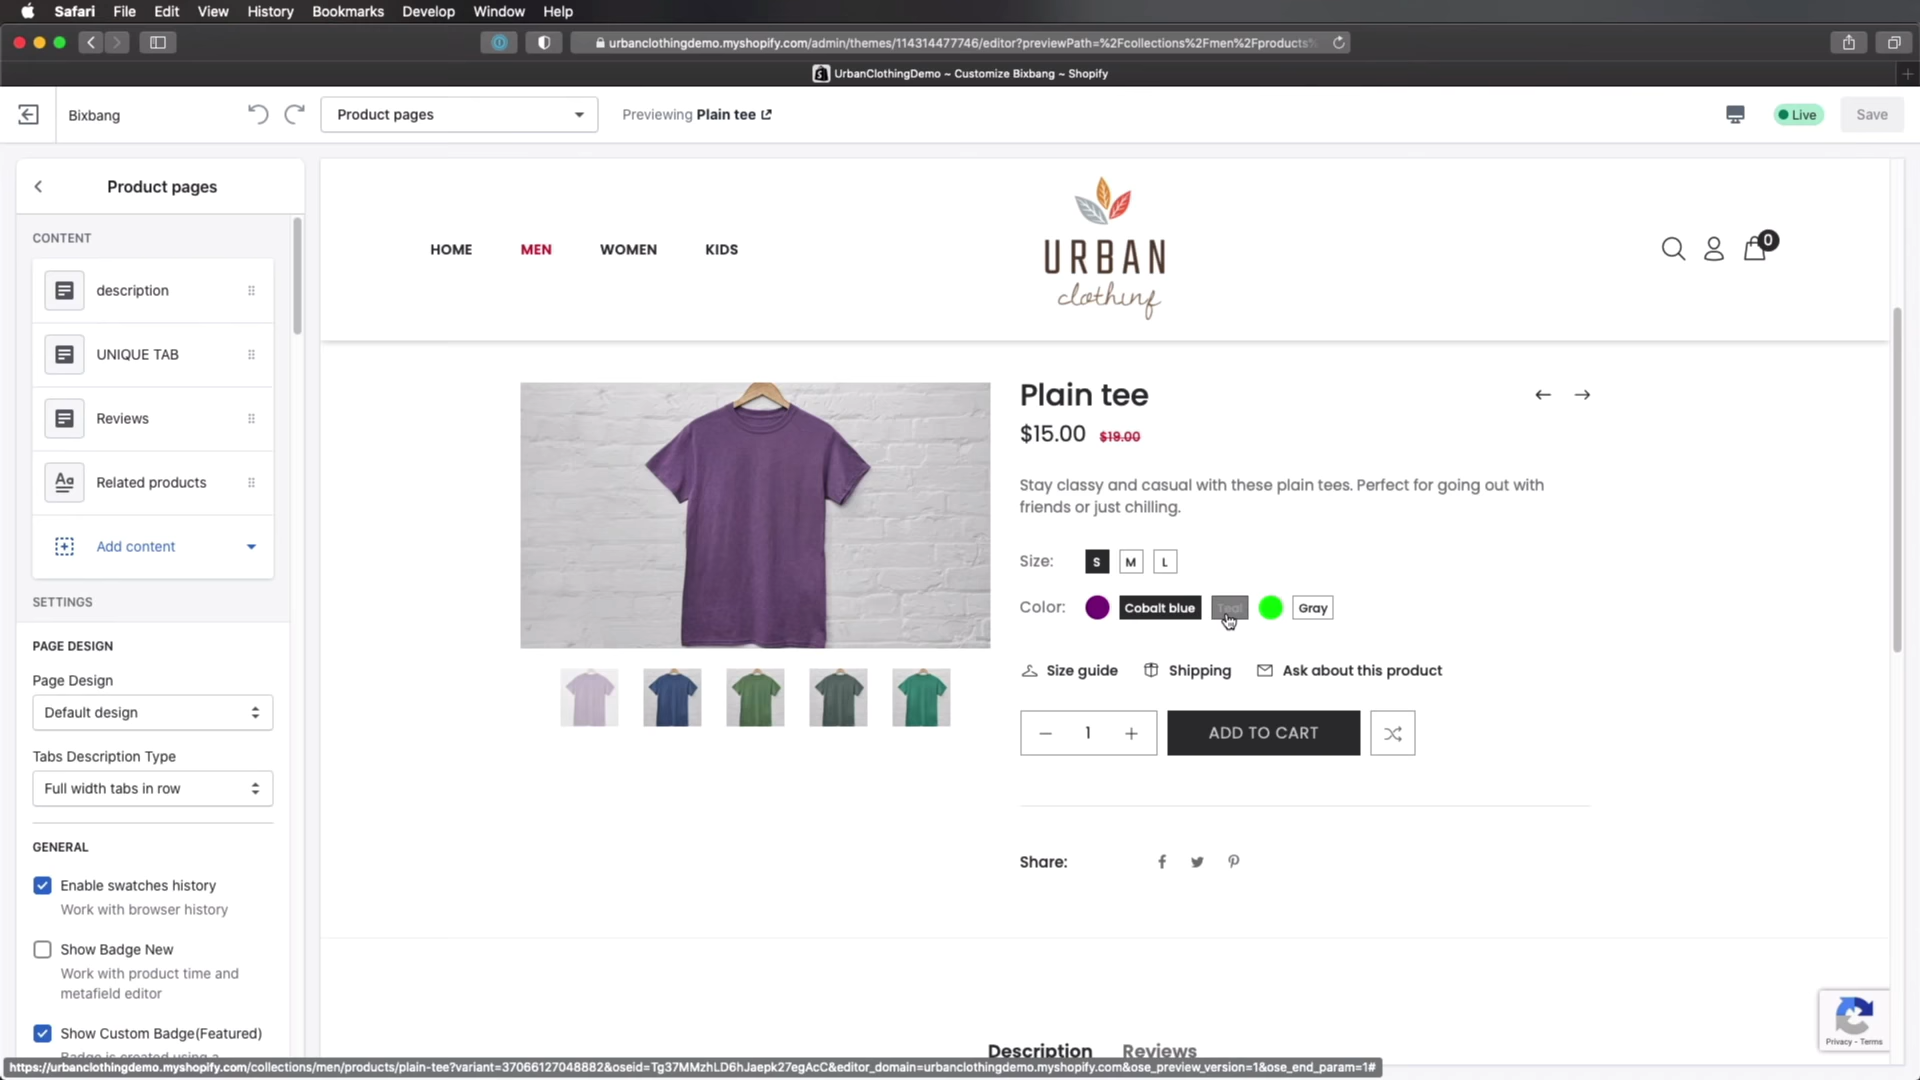 Safari File Edit View History Bookmarks Develop Window Help
urbanclothingdemo.myshopify.com/admin/themes/114314477746/editor?previewPath=%2Fcollections%2Fmen%2Fproducts%
UrbanClothingDemo ~ Customize Bixbang ~ Shopify
Bixbang
Product pages
Previewing Plain tee
Live
Save
Product pages
CONTENT
description
UNIQUE TAB
Reviews
Aa
Related products
Add content
SETTINGS
PAGE DESIGN
Page Design
Default design
Tabs Description Type
Full width tabs in row
GENERAL
Enable swatches history
Work with browser history
Show Badge New
Work with product time and
metafield editor
Show Custom Badge(Featured)
Badge is created using a
HOME MEN WOMEN KIDS
URBAN
clothing
0
Plain tee
$15.00 $19.00
Stay classy and casual with these plain tees. Perfect for going out with
friends or just chilling.
Size: S M L
Color: Cobalt blue Teal Gray
Size guide Shipping Ask about this product
1
ADD TO CART
Share:
Description Reviews
Privacy - Terms
https://urbanclothingdemo.myshopify.com/collections/men/products/plain-tee?variant=37066127048882&oseid=Tg37MMzhLD6hJaepk27egAcC&editor_domain=urbanclothingdemo.myshopify.com&ose_preview_version=1&ose_end_param=1#